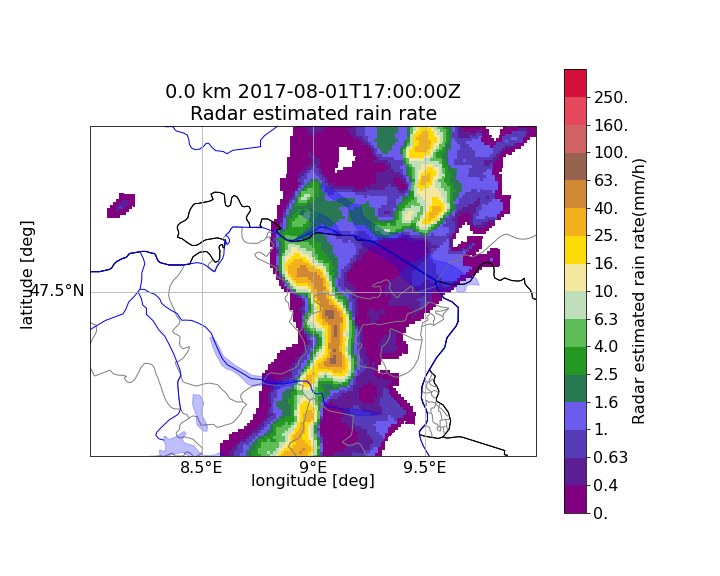 0.0 km 2017-08-01T17:00:00Z
Radar estimated rain rate
250.
160.
100.
63.
40.
25.
16.
10.
6.3
4.0
2.5
1.6
1.
0.63
0.4
0.
Radar estimated rain rate(mm/h)
latitude [deg]
47.5°N
8.5°E 9°E 9.5°E
longitude [deg]